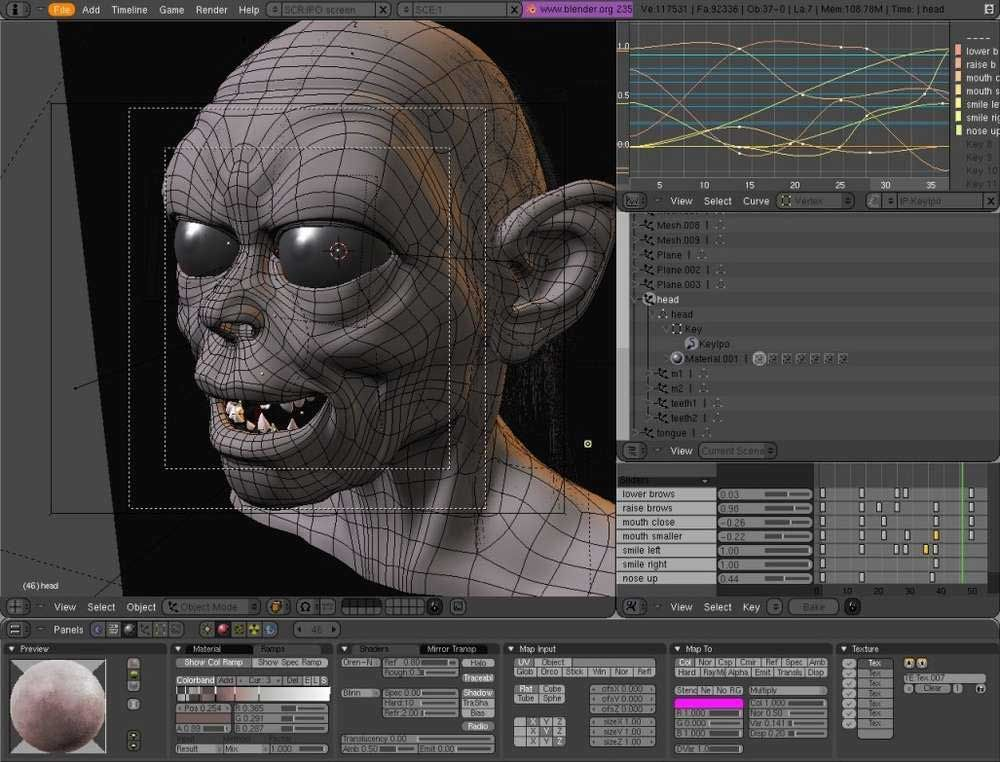 File Add Timeline Game Render Help SCR:IPO screen SCE:1 www.blender.org 235 Ve:117531 | Fa:92336 | Ob:37-0 | La:7 | Mem:108.78M | Time: | head
1.0
0.5
0.0
5 10 15 20 25 30 35
lower b
raise b
mouth c
mouth s
smile le
smile rig
nose up
Key 8
Key 9
Key 10
Key 11
View Select Curve Vertex IP:KeyIpo
Mesh.008
Mesh.009
Plane
Plane.002
Plane.003
head
head
Key
KeyIpo
Material.001
m1
m2
teeth1
teeth2
tongue
View Current Scene
Sliders
lower brows 0.03
raise brows 0.90
mouth close -0.26
mouth smaller -0.22
smile left 1.00
smile right 1.00
nose up 0.44
0 10 20 30 40 50
View Select Key Bake
(46) head
View Select Object Object Mode
Panels 46
Preview
Material Ramps
Show Col Ramp Show Spec Ramp
Colorband Add Cur: 3 Del E L S
Pos 0.254 R 0.365
G 0.291
A 0.89 B 0.287
Input Method Factor
Result Mix 1.000
Shaders Mirror Transp
Oren-N Ref 0.80 Halo
Rough:0.3 Traceabl
Blinn Spec 0.00 Shadow
Hard:10 TraSha
Refr:2.00 Bias
Radio
Translucency 0.00
Amb 0.50 Emit 0.00
Map Input
UV Object
Glob Orco Stick Win Nor Refl
Flat Cube ofsX 0.000
Tube Sphe ofsY 0.000
ofsZ 0.000
X Y Z sizeX 1.00
X Y Z sizeY 1.00
X Y Z sizeZ 1.00
Map To
Col Nor Csp Cmir Ref Spec Amb
Hard RayMi Alpha Emit Translu Disp
Stenc Ne No RG Multiply
Col 1.000
R 1.000 Nor 0.50
G 0.000 Var 0.141
B 1.000 Disp 0.20
DVar 1.0
Texture
Tex
Tex
Tex
Tex
Tex
Tex
Tex
TE:Tex.007
Clear 1